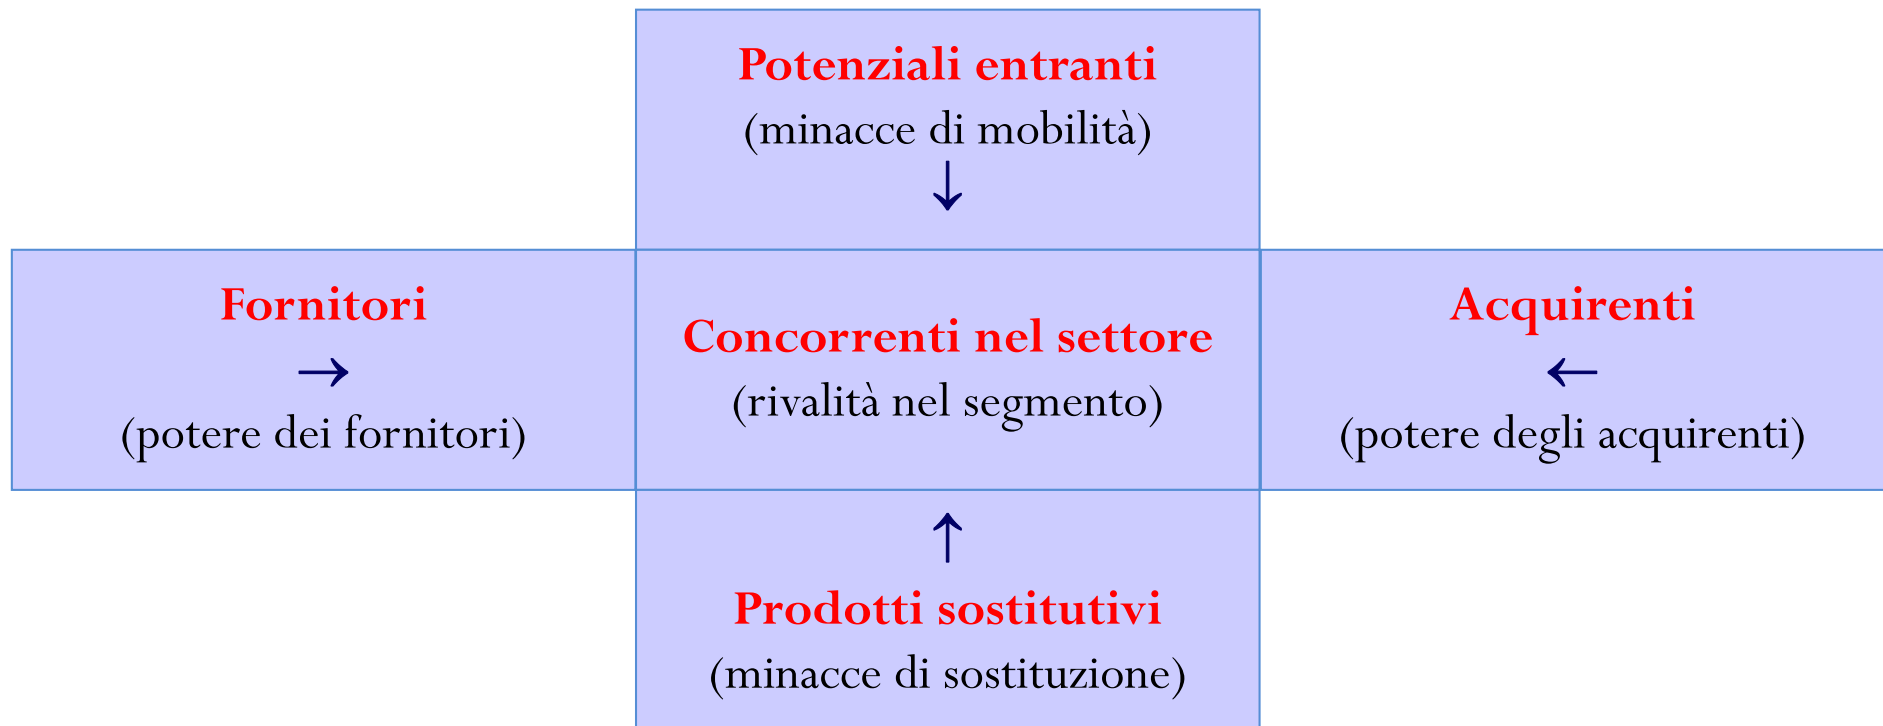 Potenziali entranti
(minacce di mobilità)
↓
Fornitori
→
(potere dei fornitori)
Concorrenti nel settore
(rivalità nel segmento)
Acquirenti
←
(potere degli acquirenti)
↑
Prodotti sostitutivi
(minacce di sostituzione)